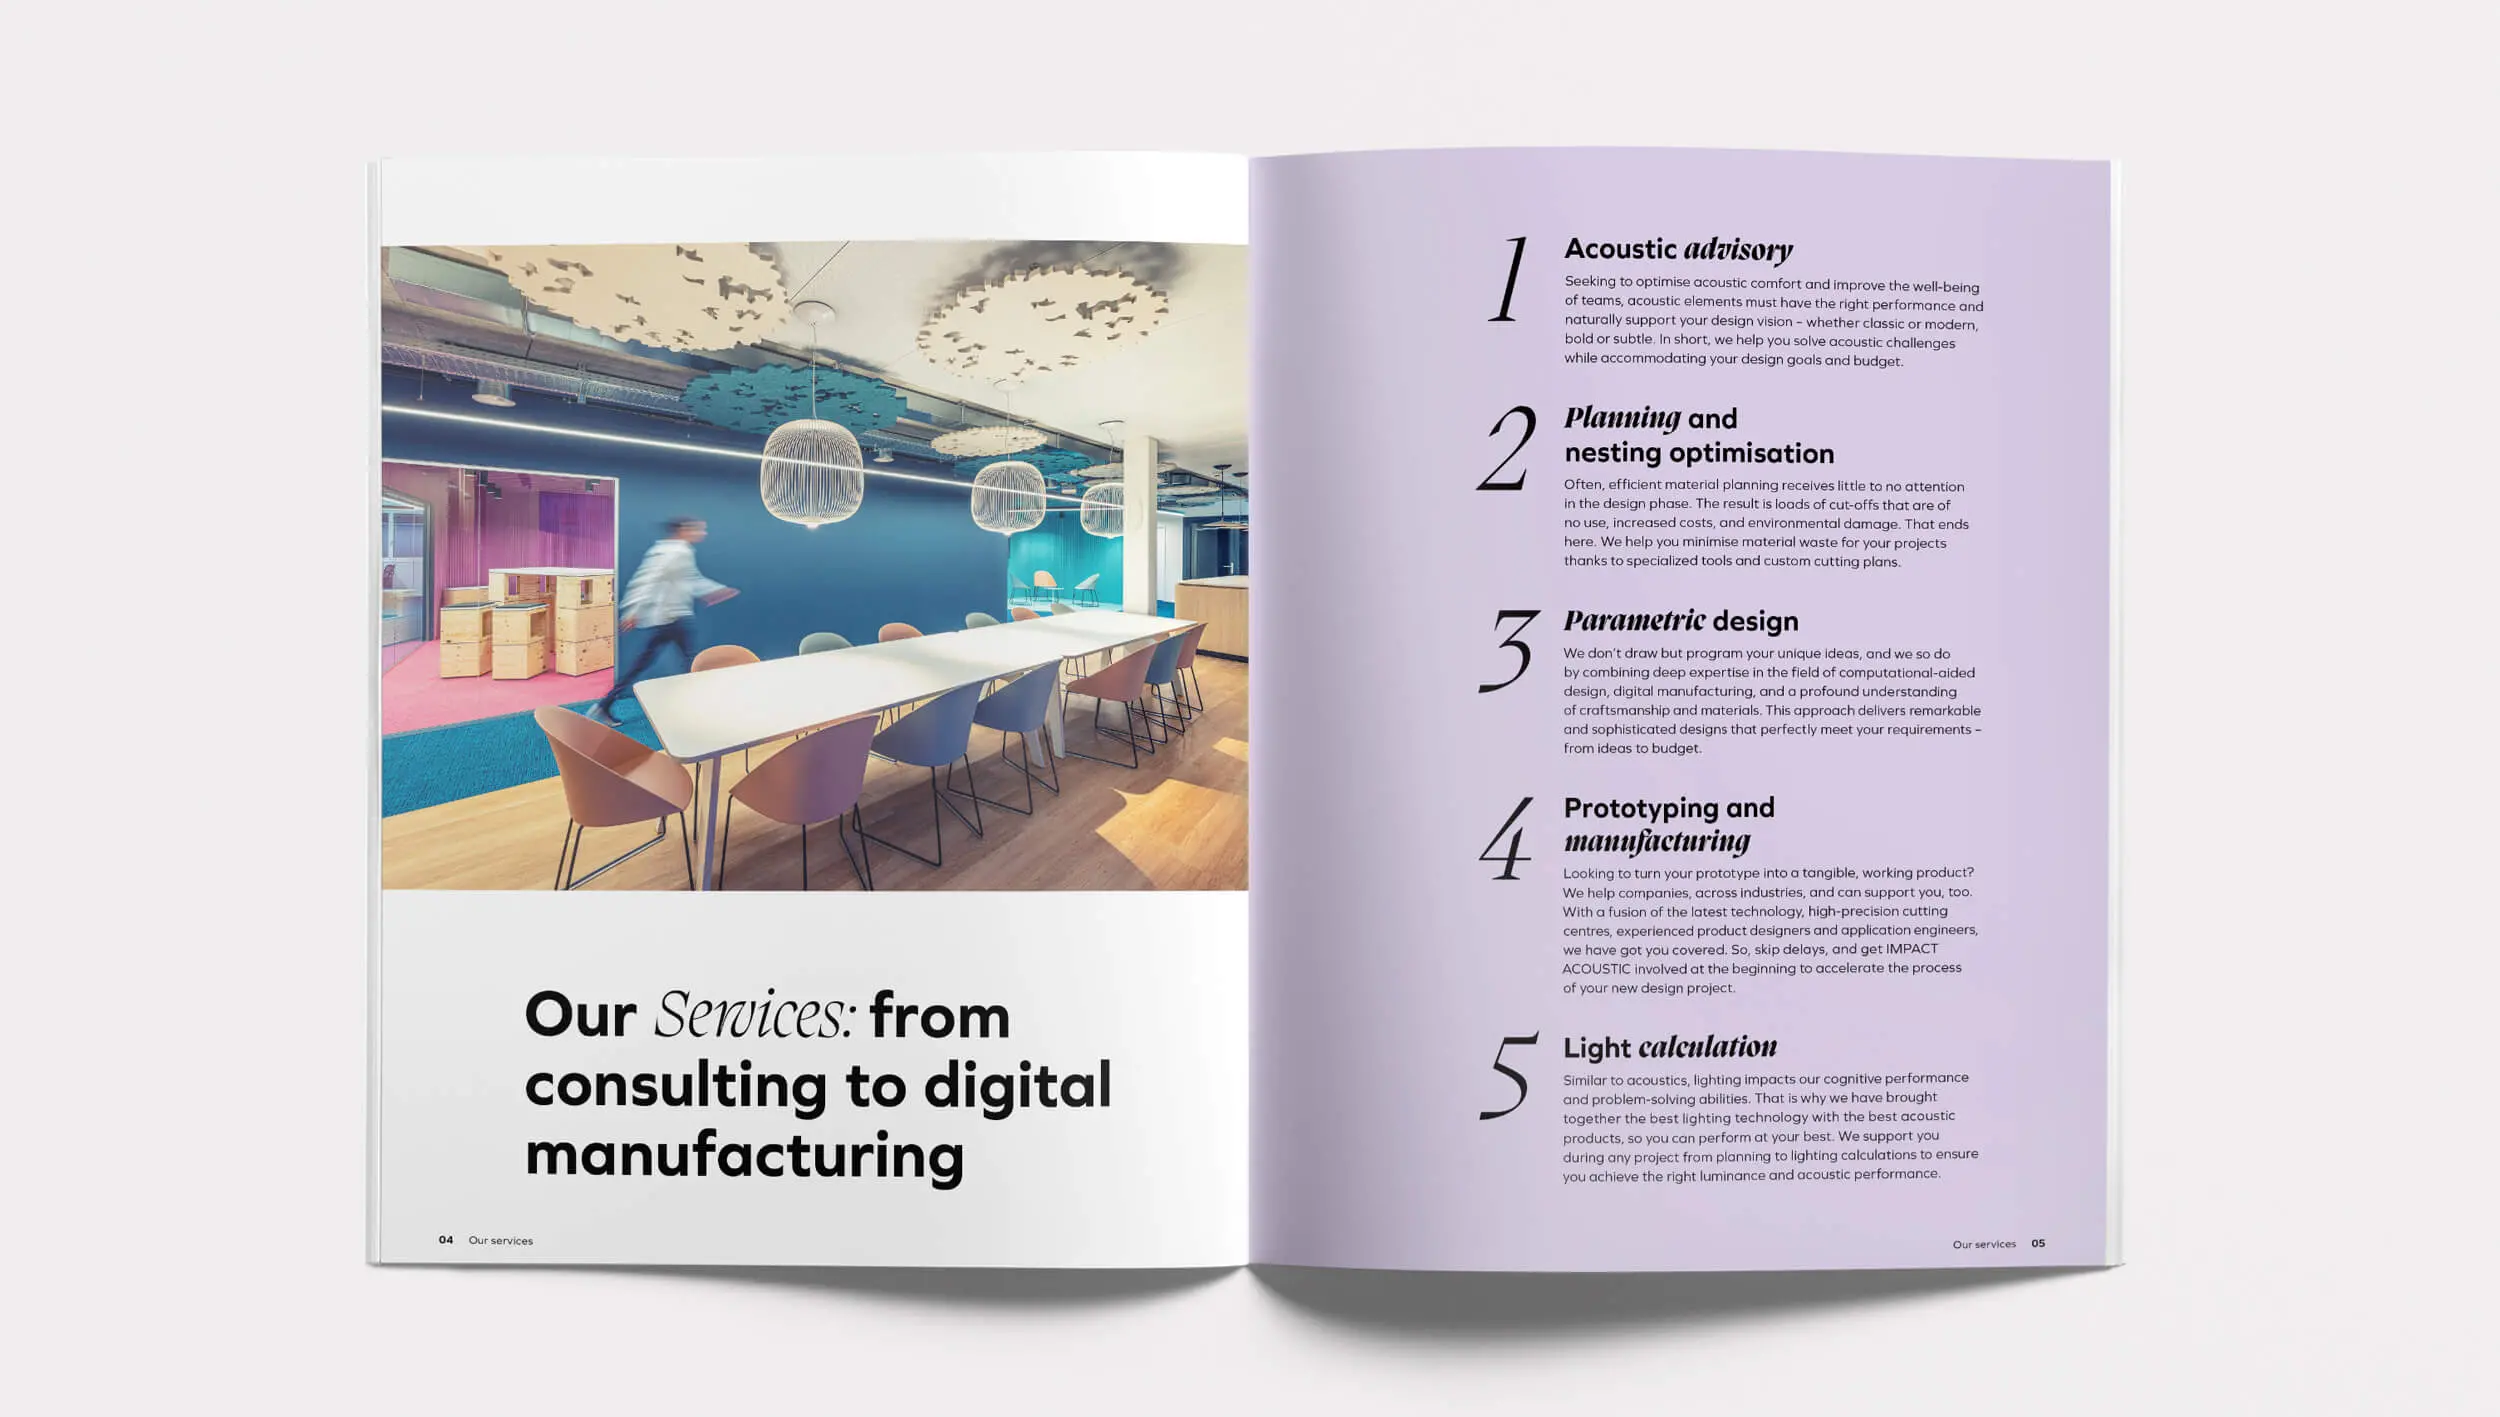 Our Services: from
consulting to digital
manufacturing
04 Our services
1
Acoustic advisory
Seeking to optimise acoustic comfort and improve the well-being
of teams, acoustic elements must have the right performance and
naturally support your design vision – whether classic or modern,
bold or subtle. In short, we help you solve acoustic challenges
while accommodating your design goals and budget.
2
Planning and
nesting optimisation
Often, efficient material planning receives little to no attention
in the design phase. The result is loads of cut-offs that are of
no use, increased costs, and environmental damage. That ends
here. We help you minimise material waste for your projects
thanks to specialized tools and custom cutting plans.
3
Parametric design
We don't draw but program your unique ideas, and we so do
by combining deep expertise in the field of computational-aided
design, digital manufacturing, and a profound understanding
of craftsmanship and materials. This approach delivers remarkable
and sophisticated designs that perfectly meet your requirements –
from ideas to budget.
4
Prototyping and
manufacturing
Looking to turn your prototype into a tangible, working product?
We help companies, across industries, and can support you, too.
With a fusion of the latest technology, high-precision cutting
centres, experienced product designers and application engineers,
we have got you covered. So, skip delays, and get IMPACT
ACOUSTIC involved at the beginning to accelerate the process
of your new design project.
5
Light calculation
Similar to acoustics, lighting impacts our cognitive performance
and problem-solving abilities. That is why we have brought
together the best lighting technology with the best acoustic
products, so you can perform at your best. We support you
during any project from planning to lighting calculations to ensure
you achieve the right luminance and acoustic performance.
Our services 05